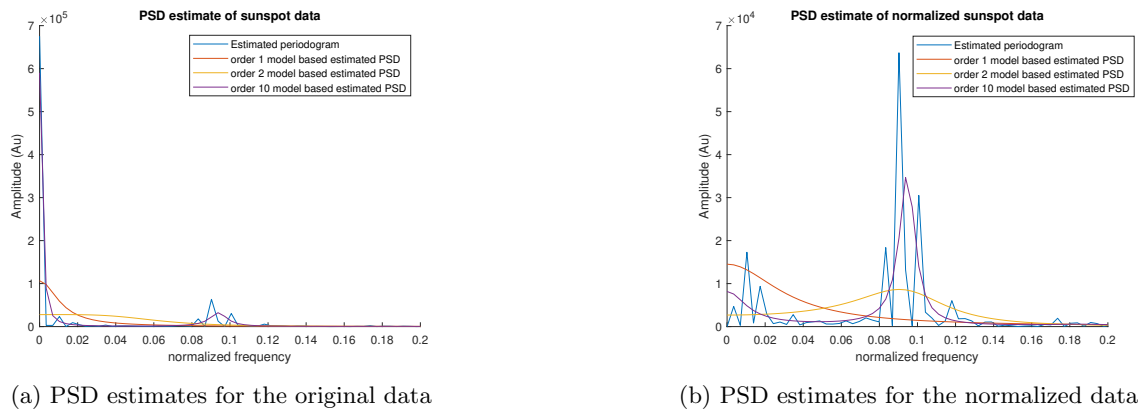 PSD estimate of sunspot data
×10^5
7
6
5
4
3
2
1
0
Amplitude (Au)
Estimated periodogram
order 1 model based estimated PSD
order 2 model based estimated PSD
order 10 model based estimated PSD
0 0.02 0.04 0.06 0.08 0.1 0.12 0.14 0.16 0.18 0.2
normalized frequency
(a) PSD estimates for the original data
PSD estimate of normalized sunspot data
×10^4
7
6
5
4
3
2
1
0
Amplitude (Au)
Estimated periodogram
order 1 model based estimated PSD
order 2 model based estimated PSD
order 10 model based estimated PSD
0 0.02 0.04 0.06 0.08 0.1 0.12 0.14 0.16 0.18 0.2
normalized frequency
(b) PSD estimates for the normalized data